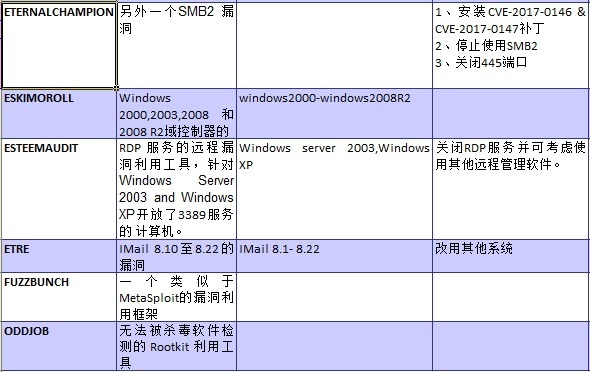 ETERNALCHAMPION
另外一个SMB2 漏
洞
1、安装CVE-2017-0146 &
CVE-2017-0147补丁
2、停止使用SMB2
3、关闭445端口
ESKIMOROLL
Windows
2000,2003,2008 和
2008 R2域控制器的
windows2000-windows2008R2
ESTEEMAUDIT
RDP 服务的远程漏
洞利用工具，针对
Windows Server
2003 and Windows
XP开放了3389服务
的计算机。
Windows server 2003,Windows
XP
关闭RDP服务并可考虑使
用其他远程管理软件。
ETRE
IMail 8.10至8.22的
漏洞
IMail 8.1- 8.22
改用其他系统
FUZZBUNCH
一个类似于
MetaSploit的漏洞利
用框架
ODDJOB
无法被杀毒软件检
测的 Rootkit 利用工
具